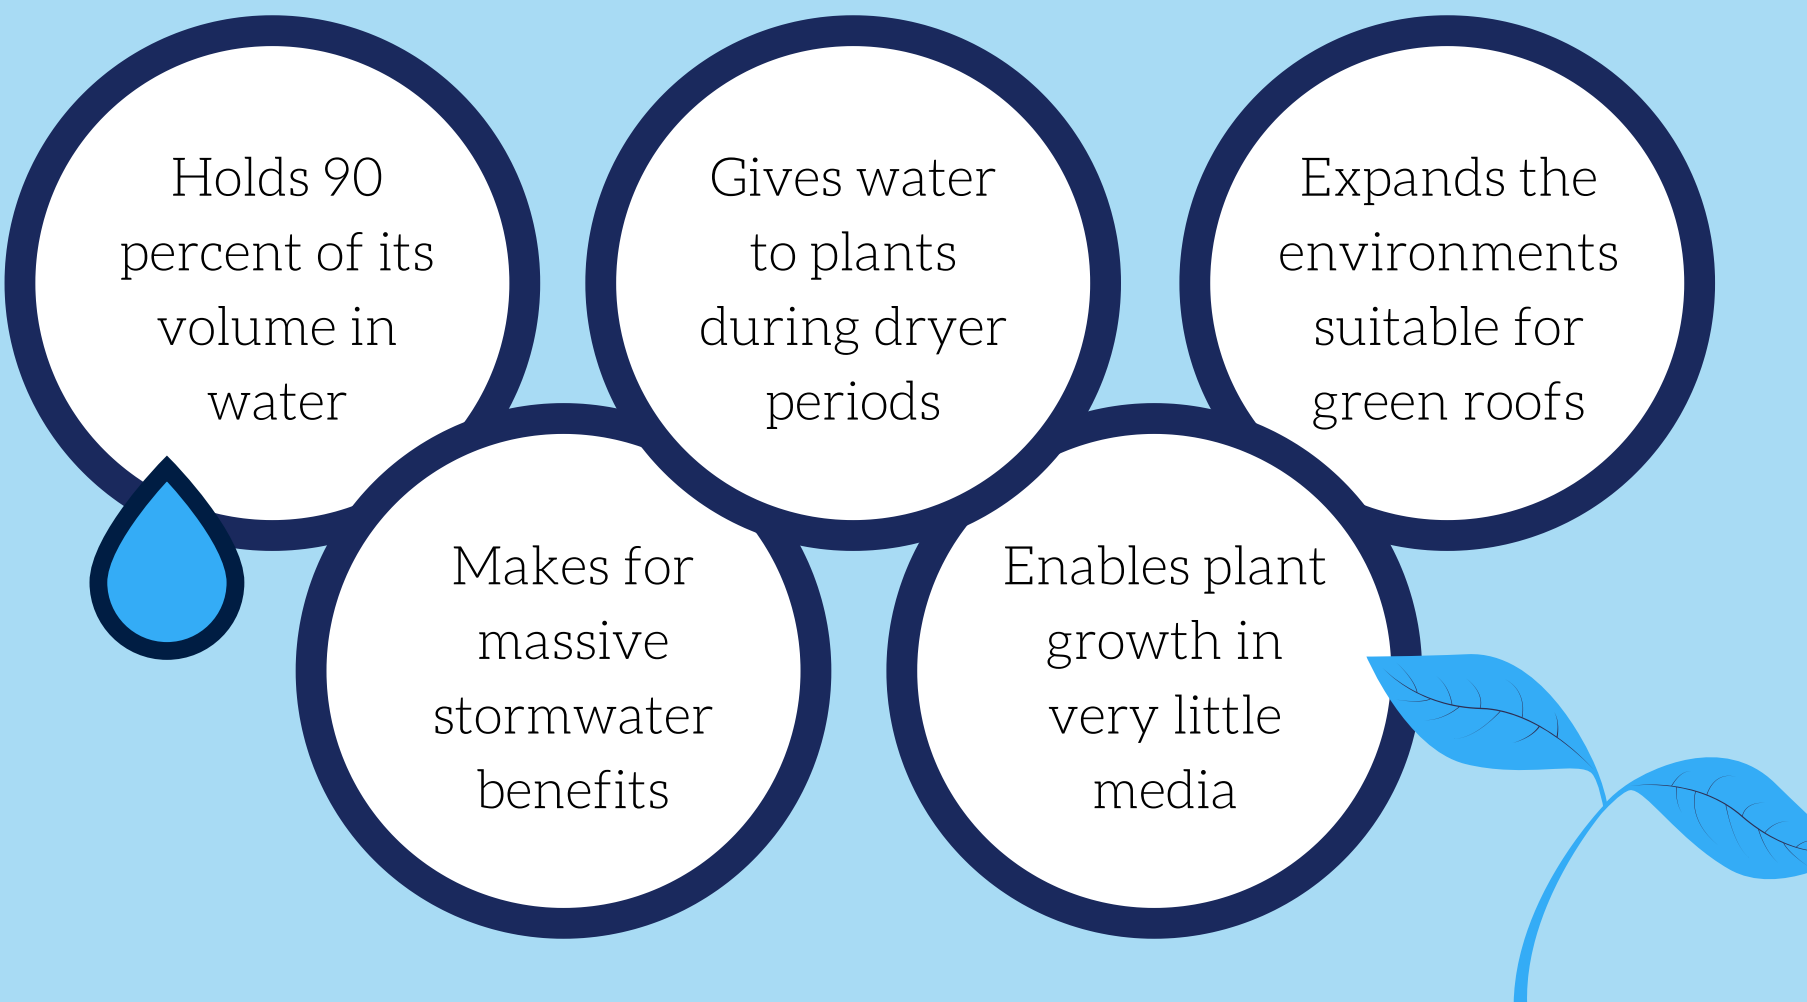 Holds 90
percent of its
volume in
water
Gives water
to plants
during dryer
periods
Expands the
environments
suitable for
green roofs
Makes for
massive
stormwater
benefits
Enables plant
growth in
very little
media